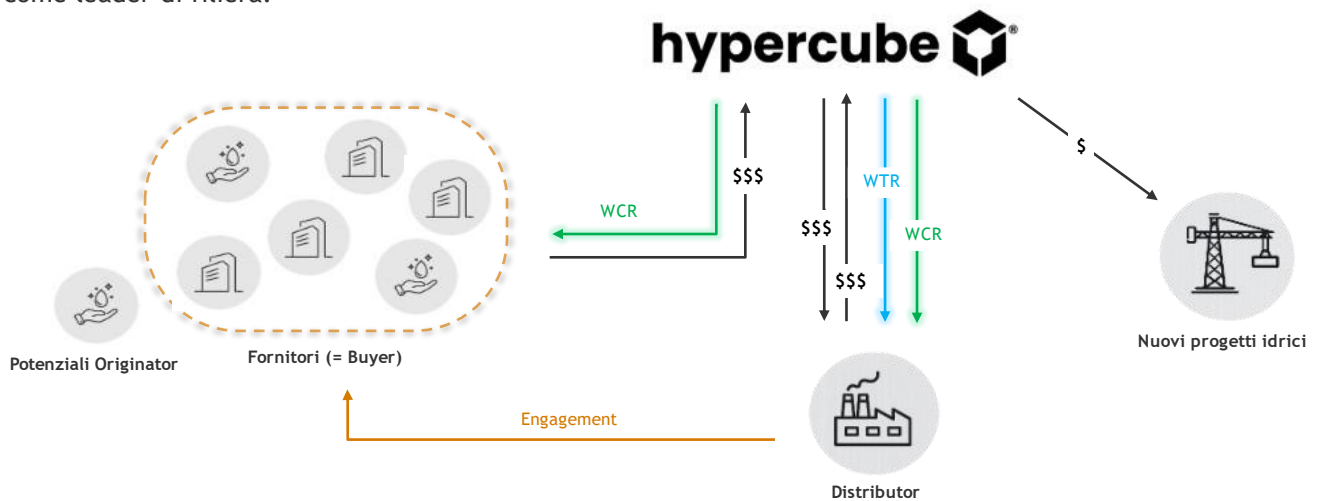 come leader di filiera.
hypercube ®
$$$
WTR
WCR
$$$
WCR
$$$
$
Potenziali Originator
Fornitori (= Buyer)
Nuovi progetti idrici
Engagement
Distributor